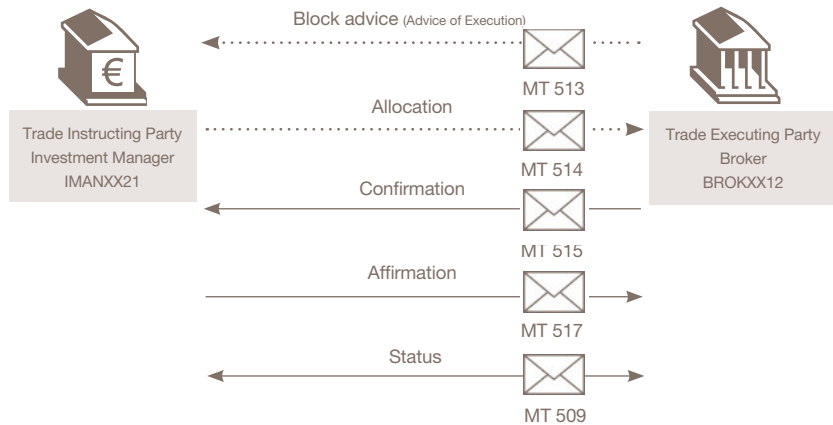 Block advice (Advice of Execution)
€
MT 513
Allocation
Trade Instructing Party
Investment Manager
IMANXX21
Trade Executing Party
Broker
BROKXX12
MT 514
Confirmation
MT 515
Affirmation
MT 517
Status
MT 509